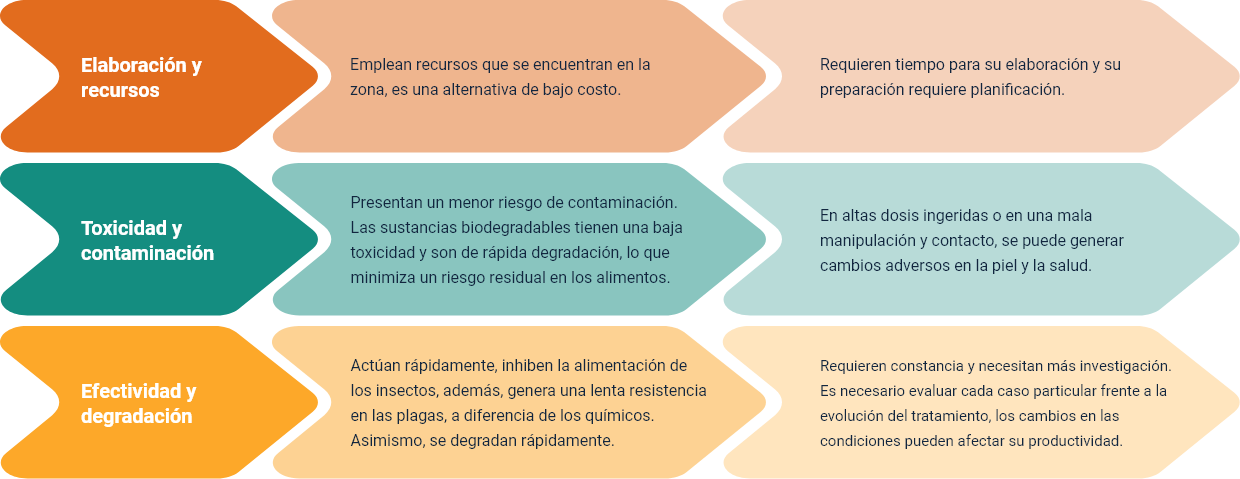 Elaboración y
recursos
Emplean recursos que se encuentran en la
zona, es una alternativa de bajo costo.
Requieren tiempo para su elaboración y su
preparación requiere planificación.
Toxicidad y
contaminación
Presentan un menor riesgo de contaminación.
Las sustancias biodegradables tienen una baja
toxicidad y son de rápida degradación, lo que
minimiza un riesgo residual en los alimentos.
En altas dosis ingeridas o en una mala
manipulación y contacto, se puede generar
cambios adversos en la piel y la salud.
Efectividad y
degradación
Actúan rápidamente, inhiben la alimentación de
los insectos, además, genera una lenta resistencia
en las plagas, a diferencia de los químicos.
Asimismo, se degradan rápidamente.
Requieren constancia y necesitan más investigación.
Es necesario evaluar cada caso particular frente a la
evolución del tratamiento, los cambios en las
condiciones pueden afectar su productividad.